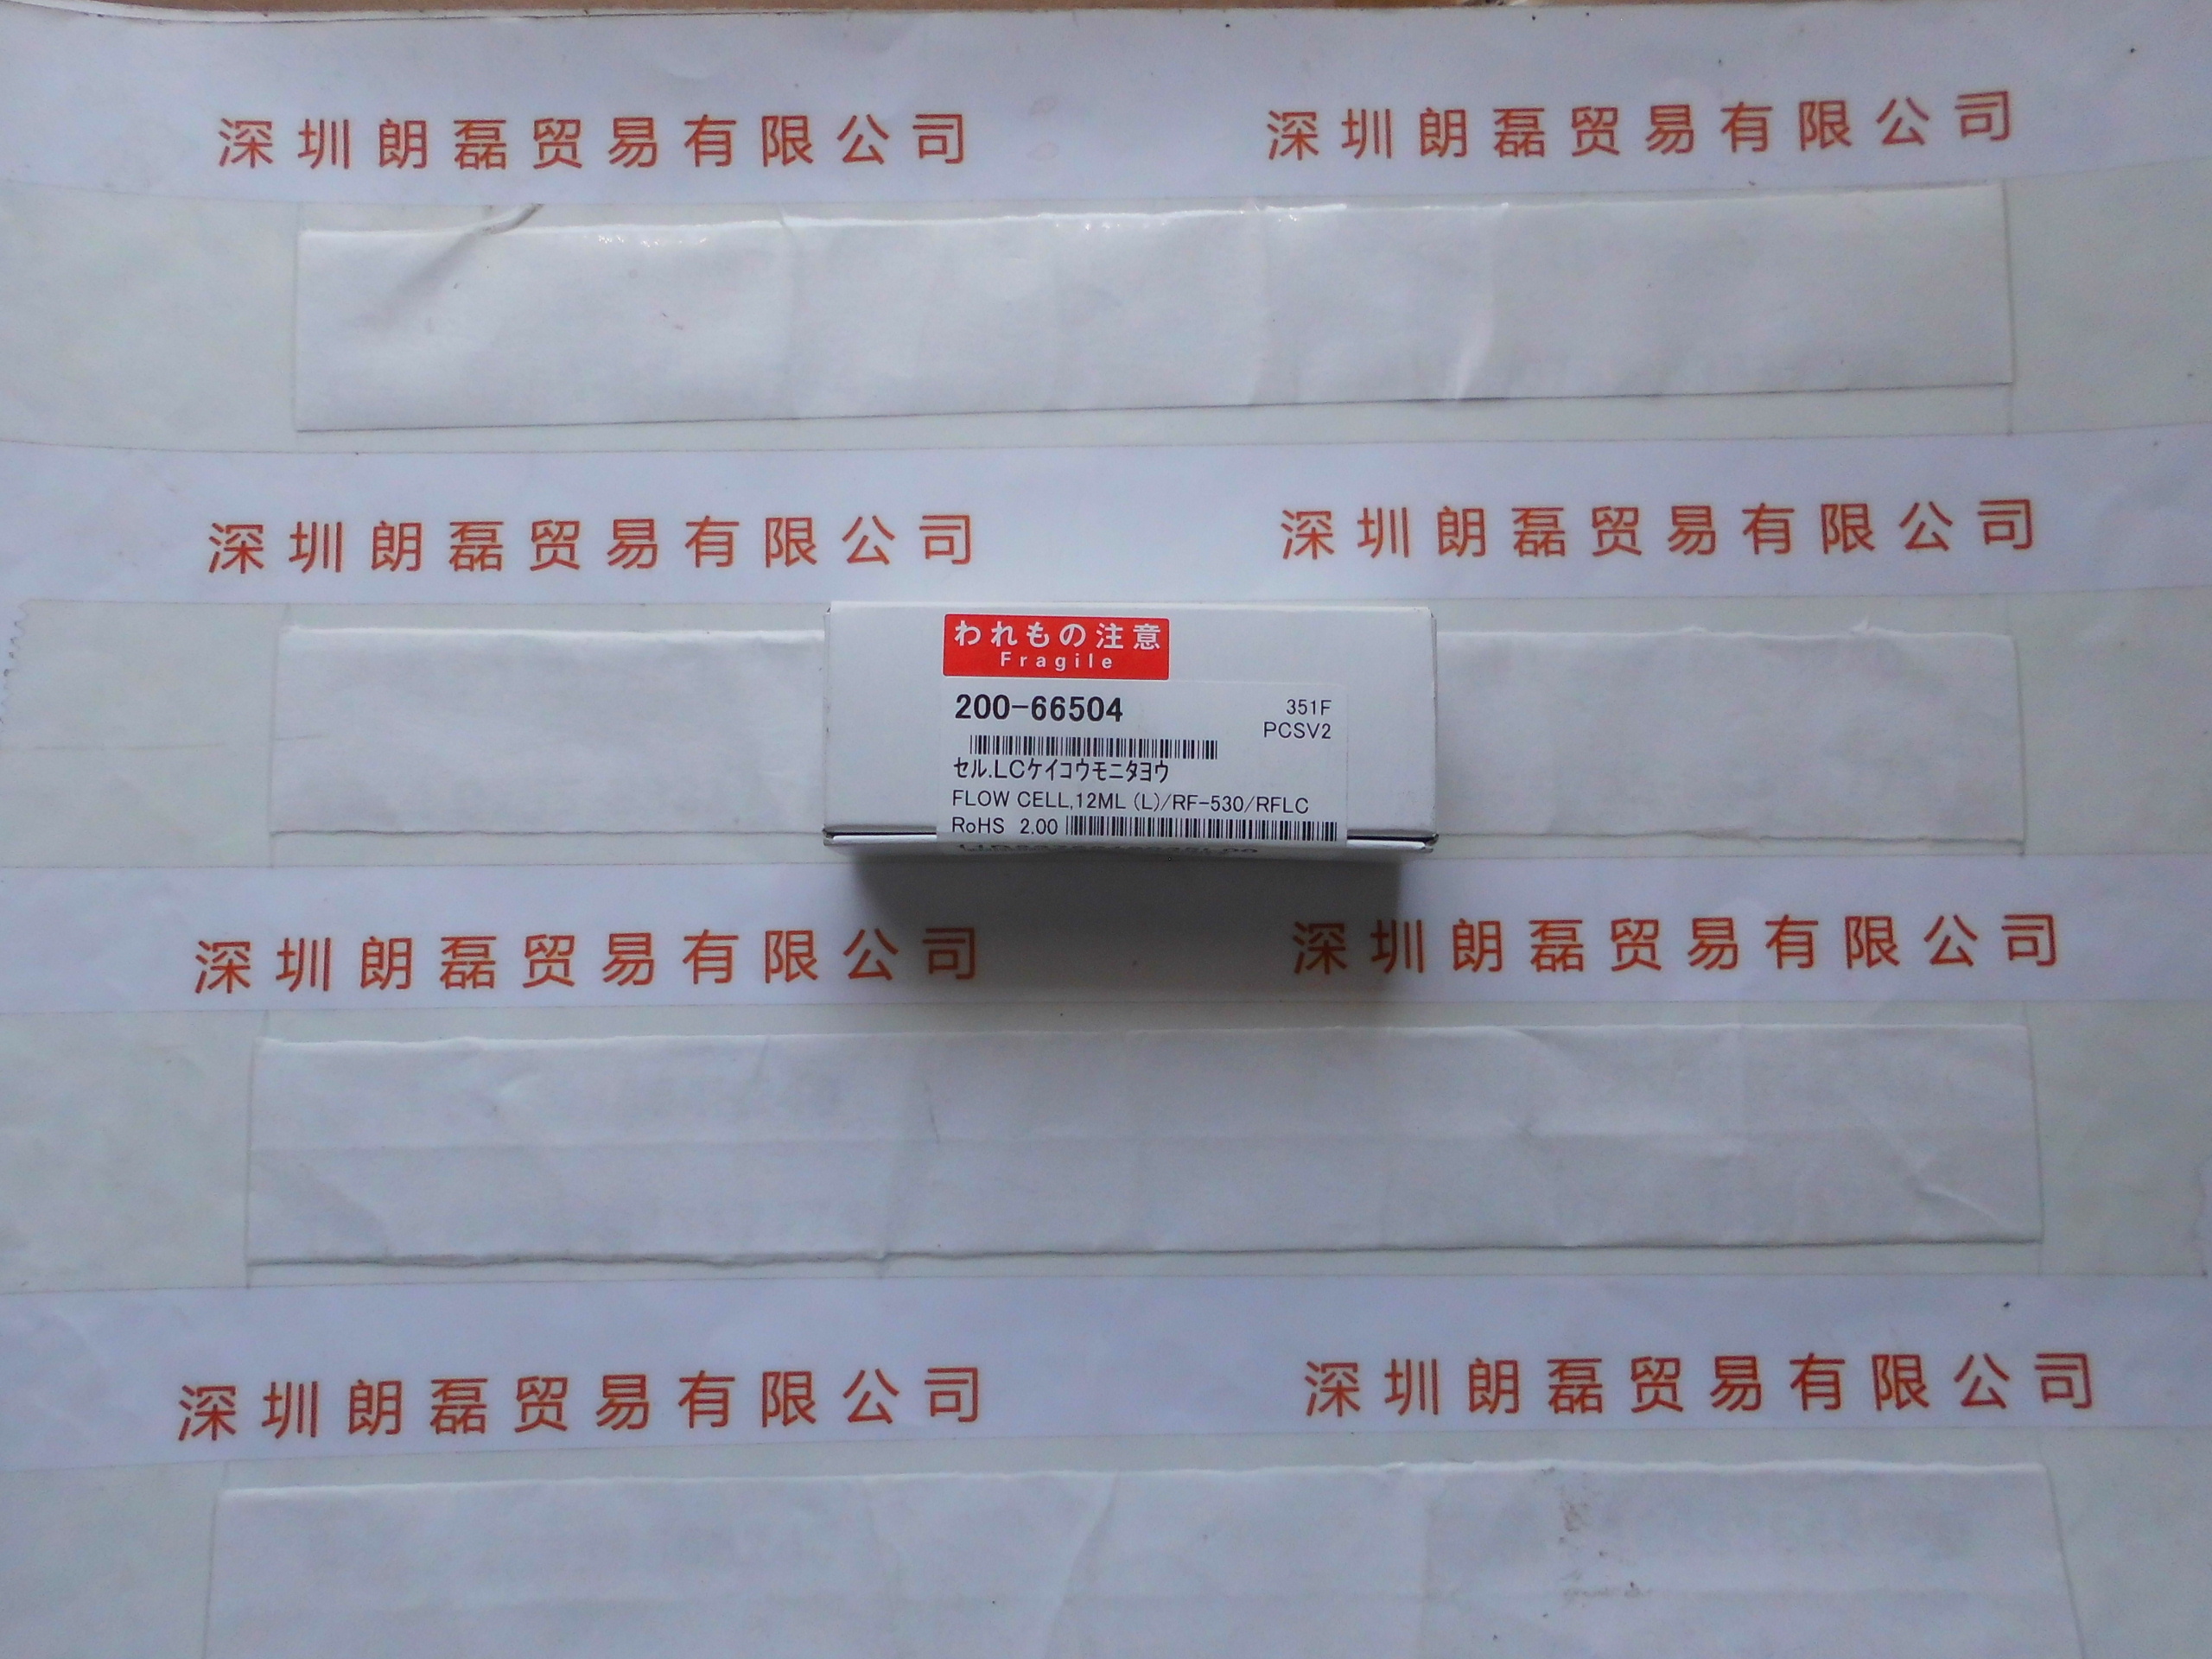 深圳朗磊贸易有限公司 深圳朗磊贸易有限公司
深圳朗磊贸易有限公司 深圳朗磊贸易有限公司
われもの注意
Fragile
200-66504 351F
PCSV2
セル.LCケイコウモニタヨウ
FLOW CELL,12ML (L)/RF-530/RFLC
RoHS 2.00
深圳朗磊贸易有限公司 深圳朗磊贸易有限公司
深圳朗磊贸易有限公司 深圳朗磊贸易有限公司